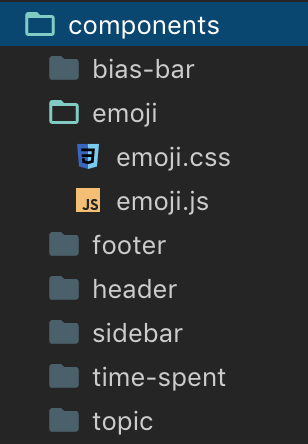 components
bias-bar
emoji
emoji.css
JS emoji.js
footer
header
sidebar
time-spent
topic